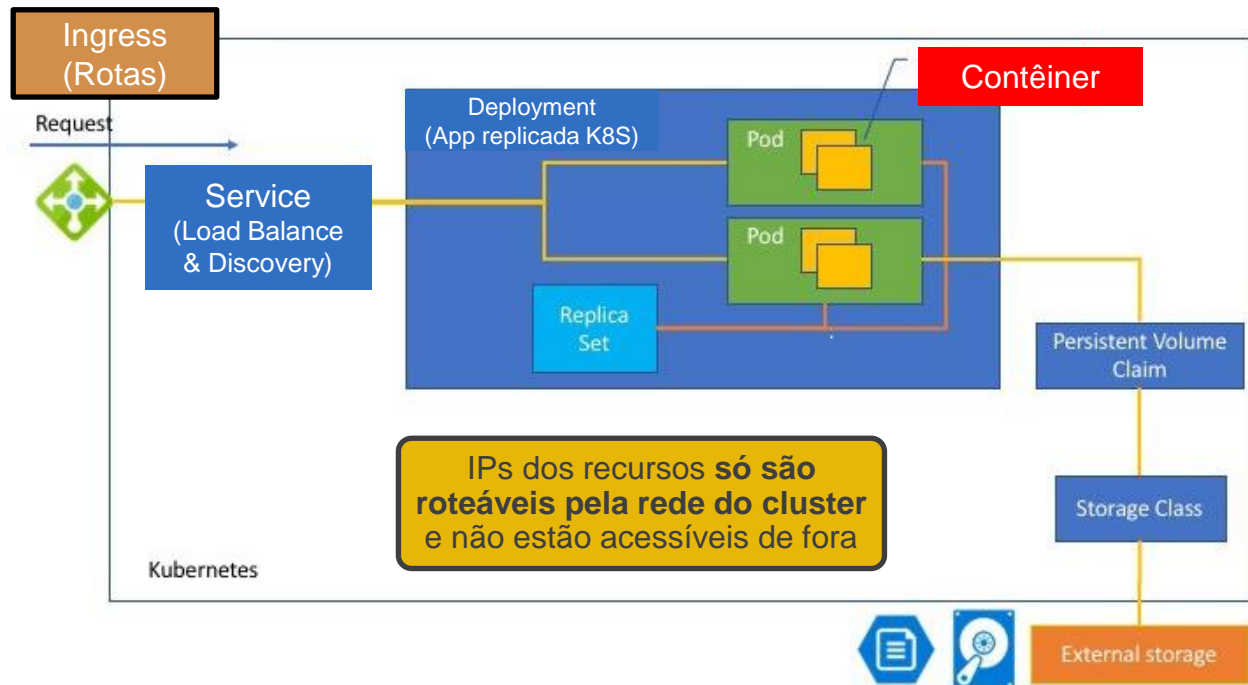 Ingress
(Rotas)
Request
Service
(Load Balance
& Discovery)
Deployment
(App replicada K8S)
Contêiner
Pod
Pod
Replica
Set
Persistent Volume
Claim
Storage Class
IPs dos recursos só são
roteáveis pela rede do cluster
e não estão acessíveis de fora
Kubernetes
External storage